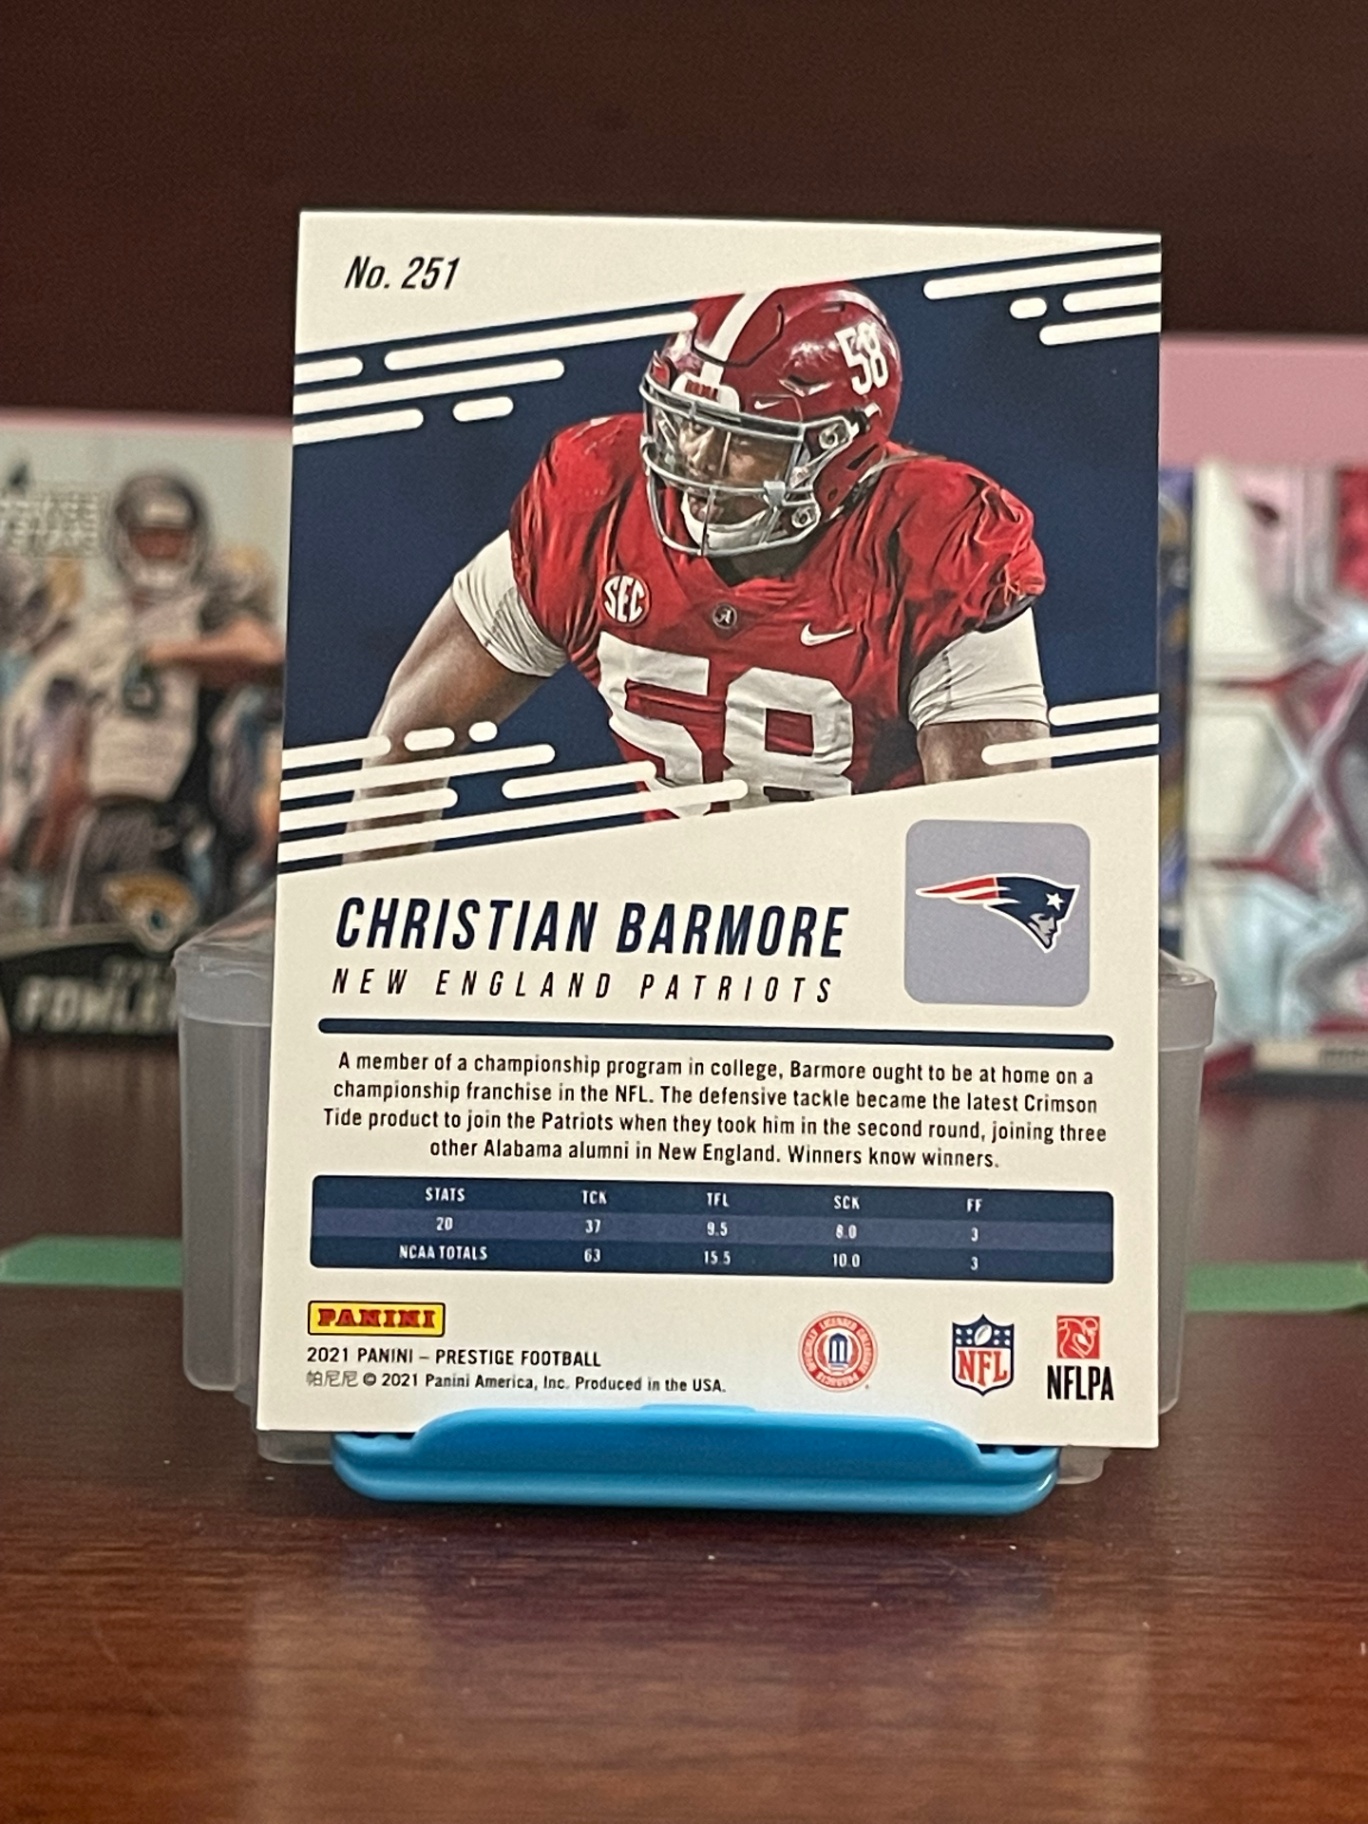 No. 251
58
SEC
A
58
CHRISTIAN BARMORE
NEW ENGLAND PATRIOTS
A member of a championship program in college, Barmore ought to be at home on a
championship franchise in the NFL. The defensive tackle became the latest Crimson
Tide product to join the Patriots when they took him in the second round, joining three
other Alabama alumni in New England. Winners know winners.
STATS TCK TFL SCK FF
20 37 9.5 8.0 3
NCAA TOTALS 63 15.5 10.0 3
PANINI
2021 PANINI – PRESTIGE FOOTBALL
帕尼尼 © 2021 Panini America, Inc. Produced in the USA.
OFFICIALLY LICENSED COLLEGIATE PRODUCTS
NFL
NFLPA